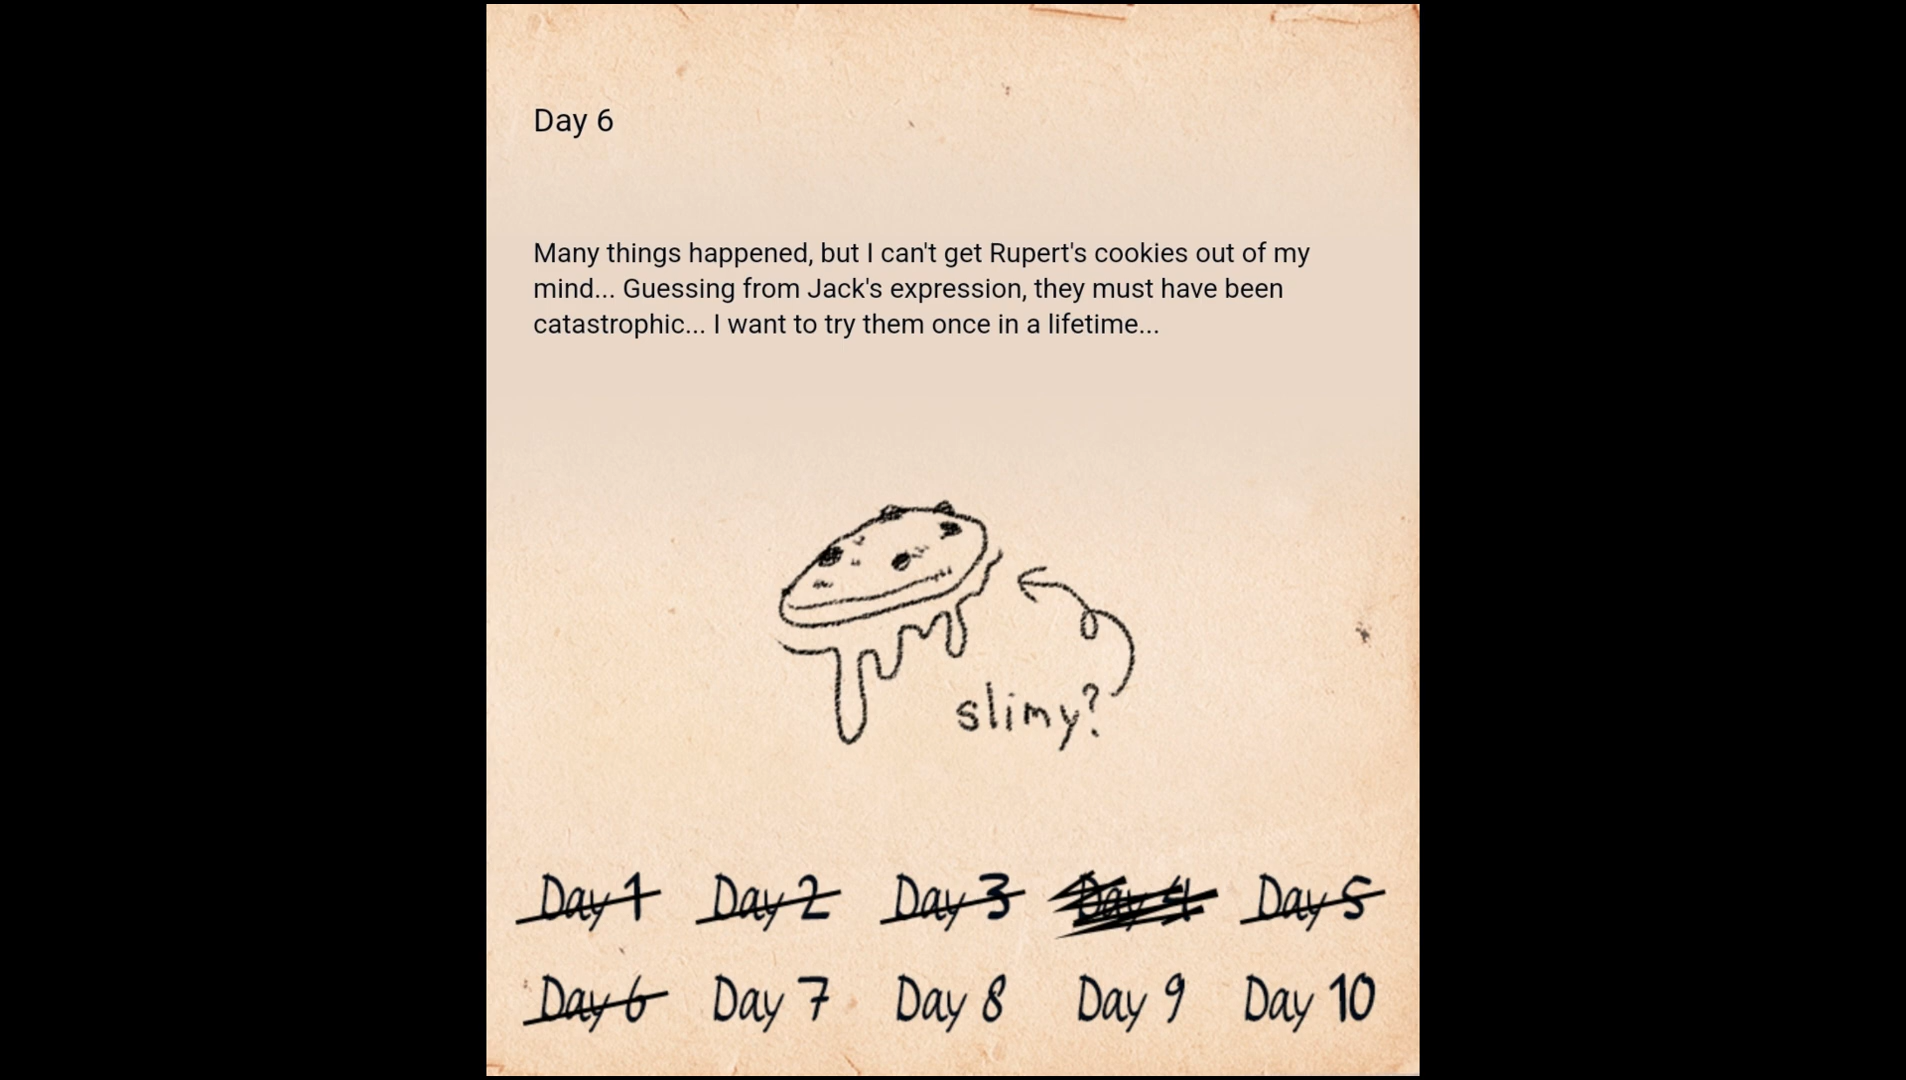 Day 6
Many things happened, but I can't get Rupert's cookies out of my
mind... Guessing from Jack's expression, they must have been
catastrophic... I want to try them once in a lifetime...
slimy?
Day 1 Day 2 Day 3 Day 4 Day 5
Day 6 Day 7 Day 8 Day 9 Day 10